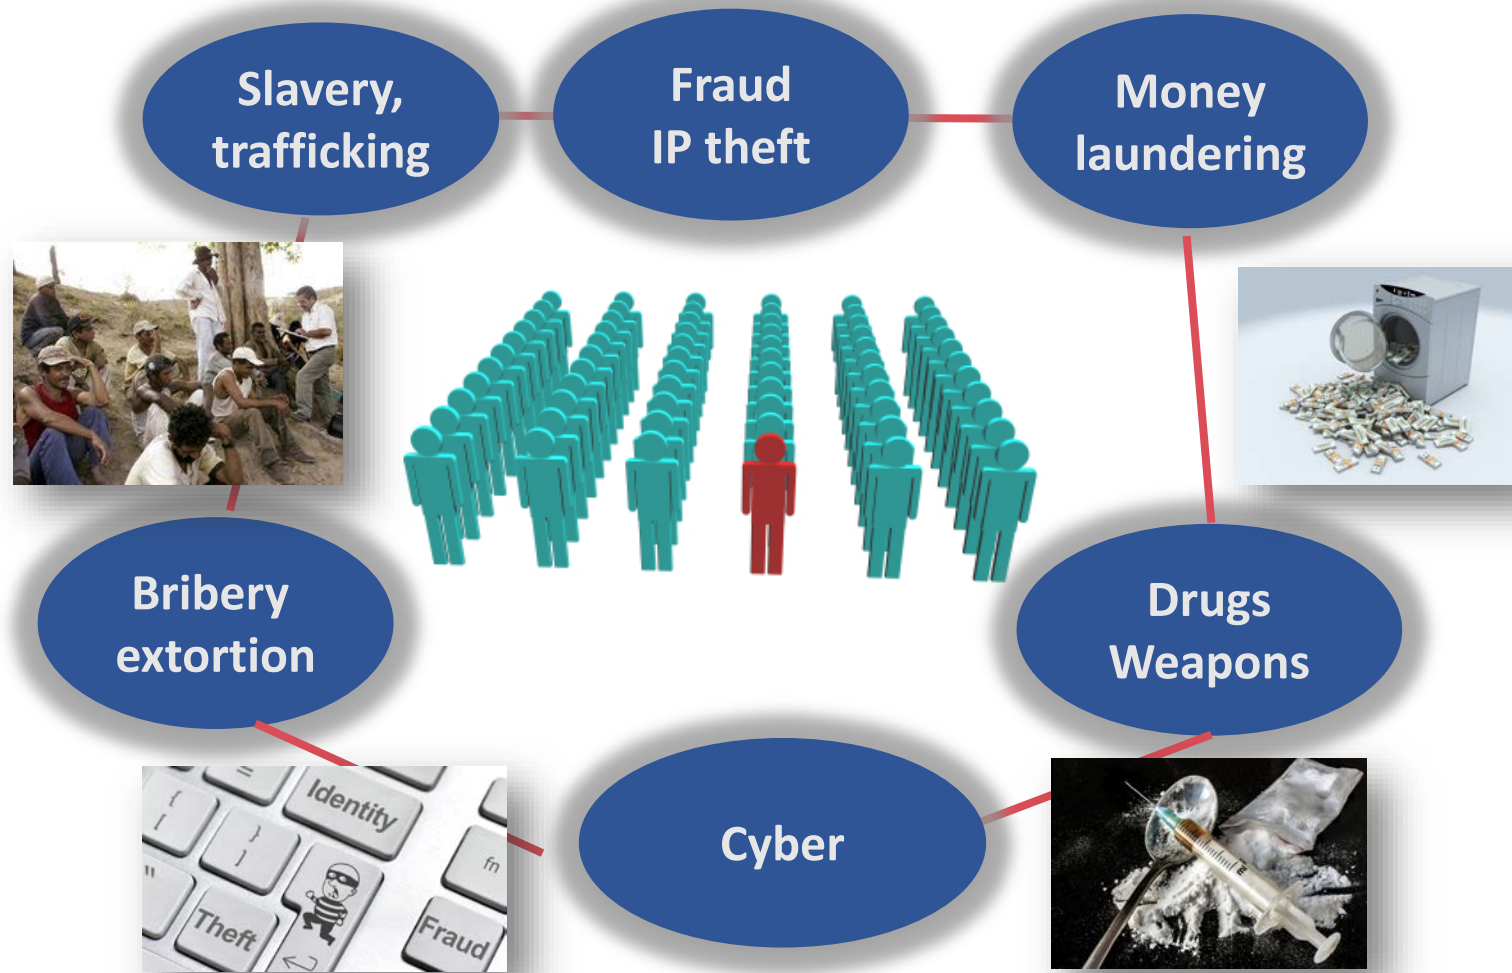 Slavery,
trafficking
Fraud
IP theft
Money
laundering
Bribery
extortion
Drugs
Weapons
Cyber
=
Identity
{
[
}
]
fn
"
Theft
Fraud